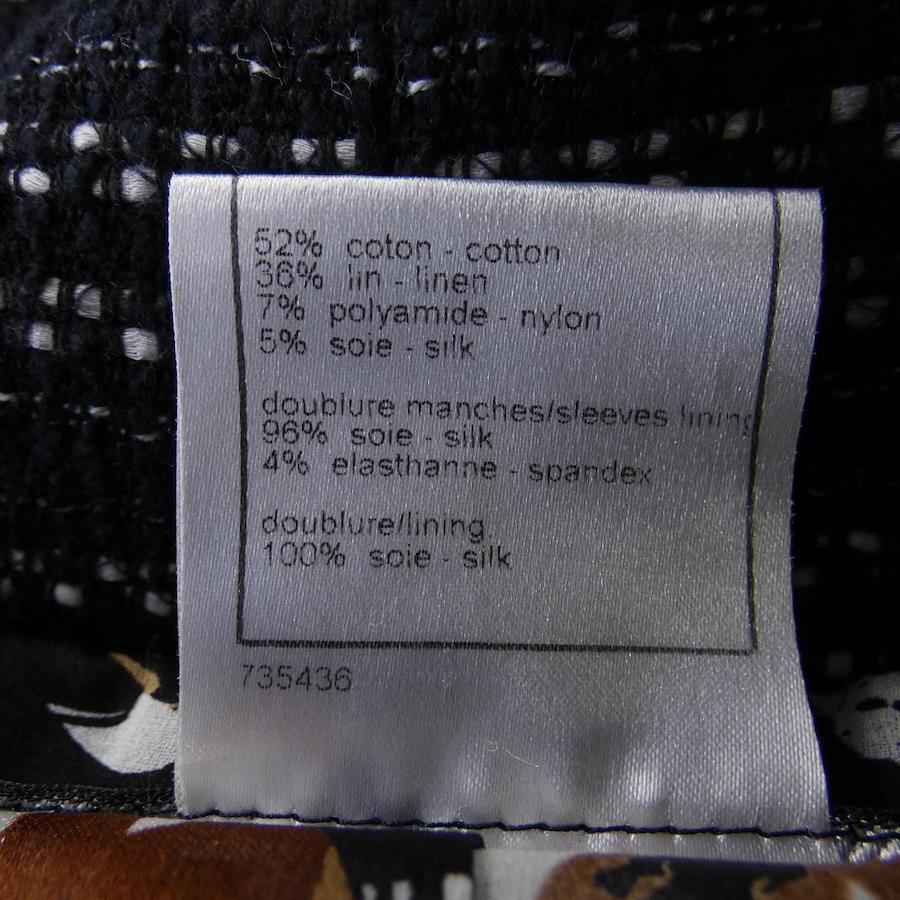 52% coton - cotton
36% lin - linen
7% polyamide - nylon
5% soie - silk
doublure manches/sleeves lining
96% soie - silk
4% elasthanne - spandex
doublure/lining
100% soie - silk
735436